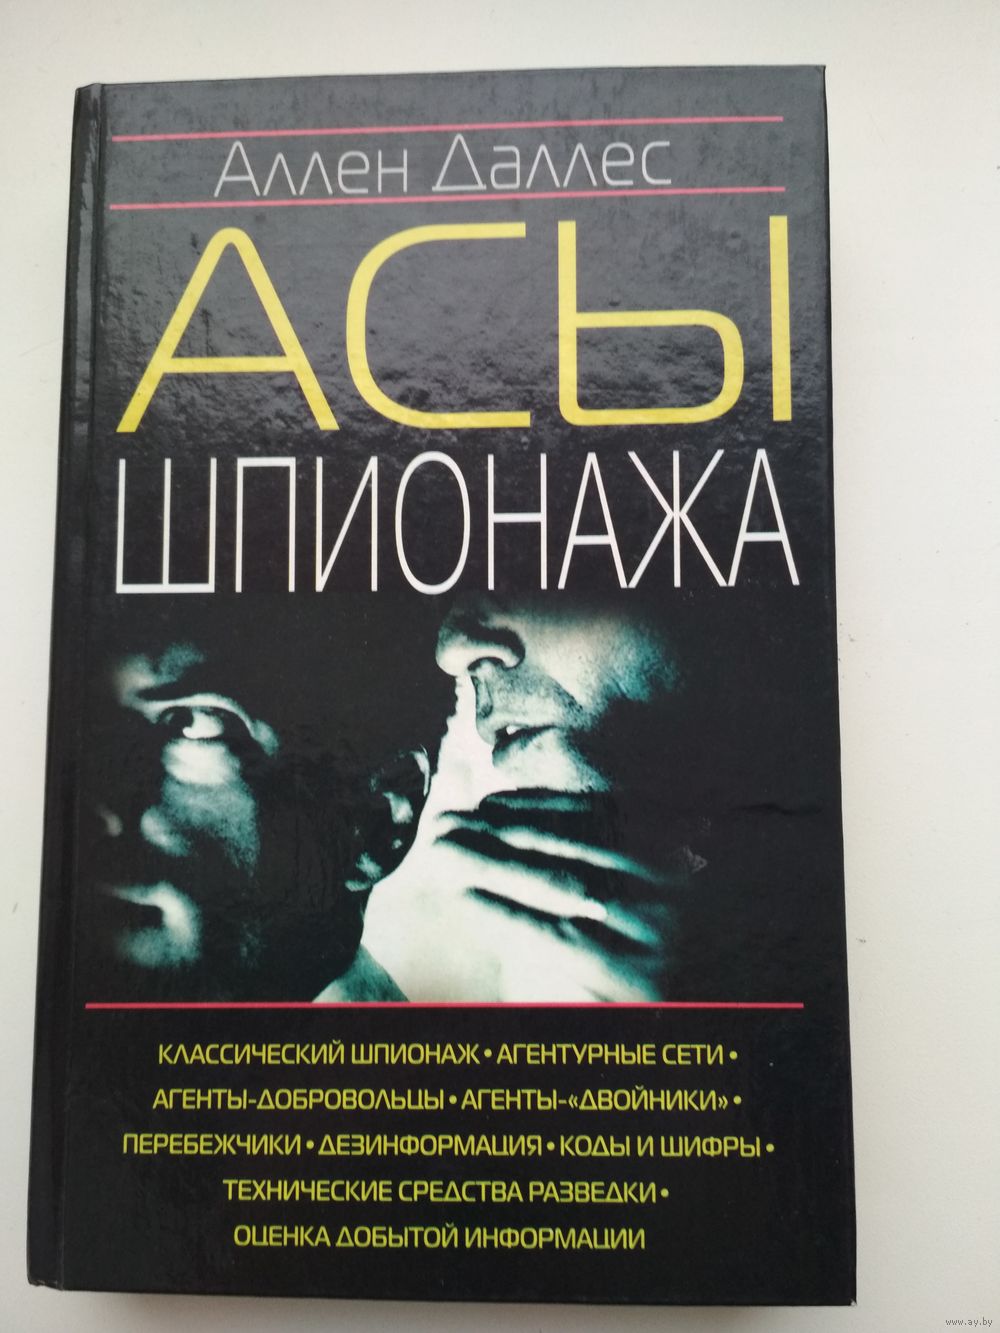 Аллен Даллес
АСЫ
ШПИОНАЖА
КЛАССИЧЕСКИЙ ШПИОНАЖ • АГЕНТУРНЫЕ СЕТИ •
АГЕНТЫ-ДОБРОВОЛЬЦЫ • АГЕНТЫ-«ДВОЙНИКИ» •
ПЕРЕБЕЖЧИКИ • ДЕЗИНФОРМАЦИЯ • КОДЫ И ШИФРЫ •
ТЕХНИЧЕСКИЕ СРЕДСТВА РАЗВЕДКИ •
ОЦЕНКА ДОБЫТОЙ ИНФОРМАЦИИ
www.ay.by